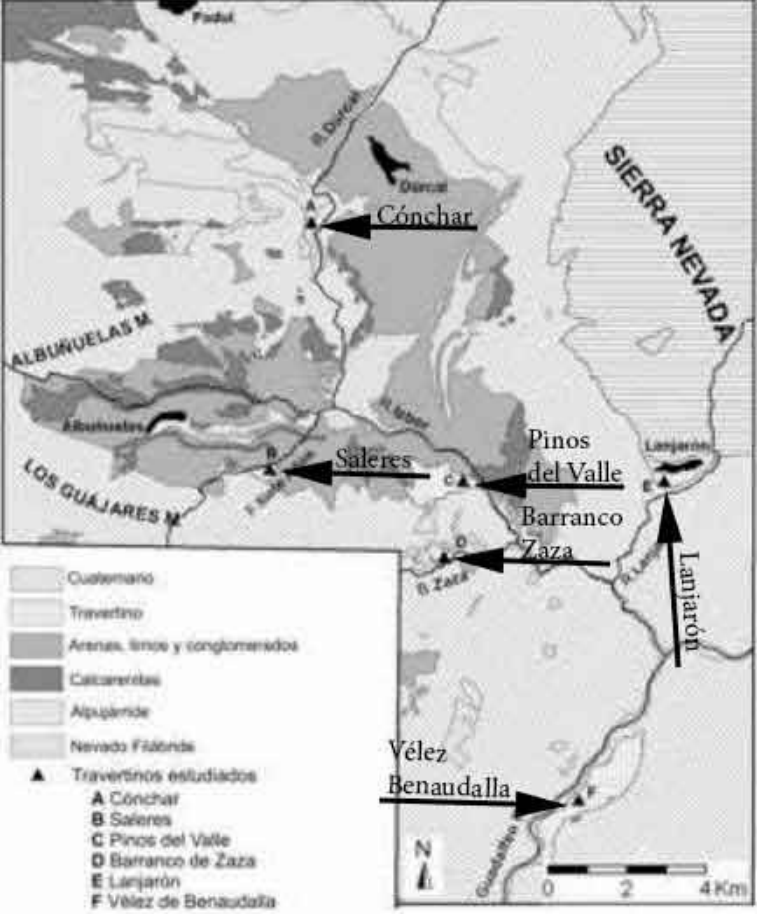 Padul
R. Dúrcal
Dúrcal
SIERRA NEVADA
A
Cónchar
ALBUÑUELAS M.
R. Izbor
Albuñuelas
Pinos
del Valle
Lanjarón
B
Saleres
C
E
LOS GUÁJARES M.
Barranco
Zaza
D
B. Zaza
Lanjarón
Cuaternario
Travertino
Arenas, limos y conglomerados
Calcarenitas
Alpujárride
Nevado Filábride
Travertinos estudiados
A Cónchar
B Saleres
C Pinos del Valle
D Barranco de Zaza
E Lanjarón
F Vélez de Benaudalla
Vélez
Benaudalla
F
Guadalfeo
N
0 2 4 Km